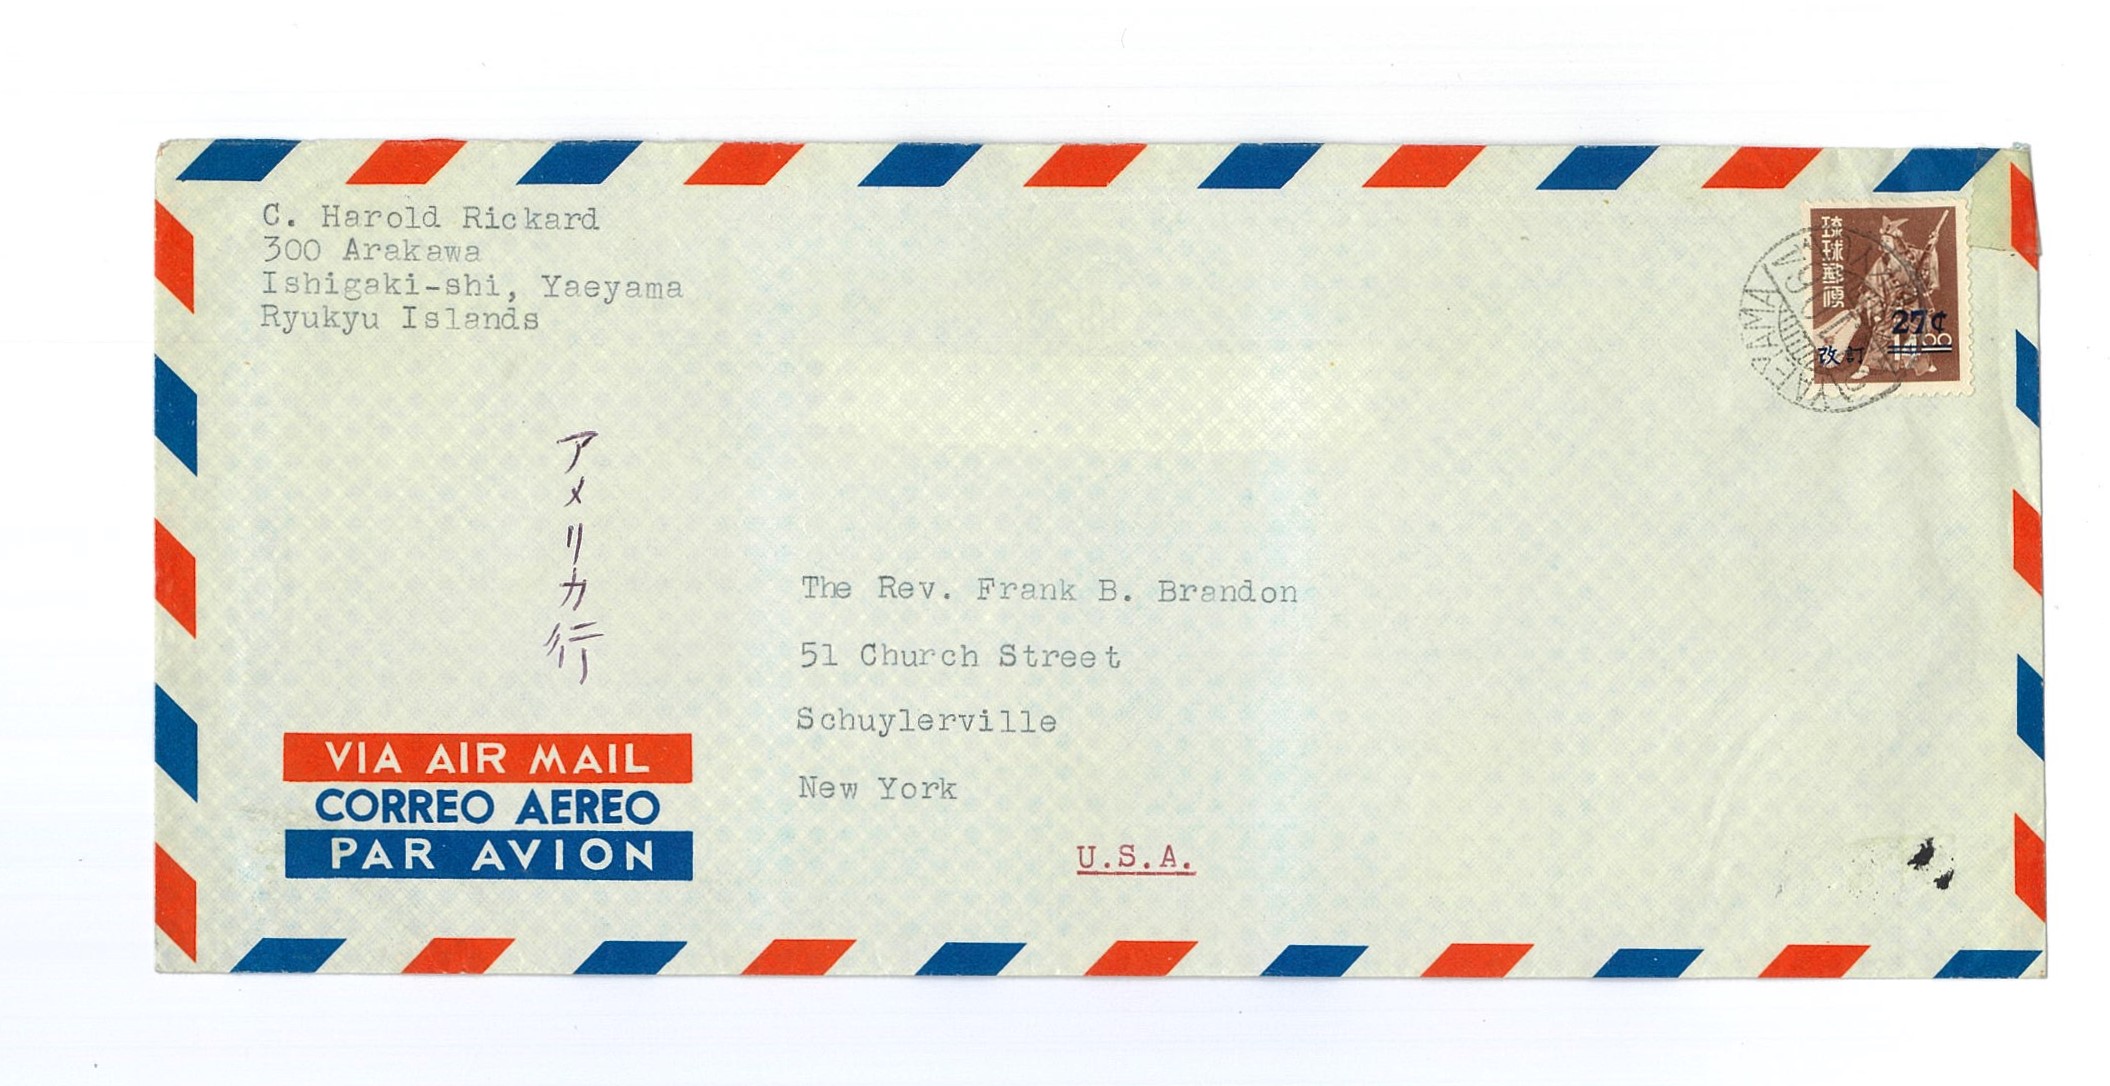 C. Harold Rickard
300 Arakawa
Ishigaki-shi, Yaeyama
Ryukyu Islands
琉球郵便
27¢
改訂
14.00
YAEYAMA
アメリカ行
The Rev. Frank B. Brandon
51 Church Street
Schuylerville
New York
U.S.A.
VIA AIR MAIL
CORREO AEREO
PAR AVION